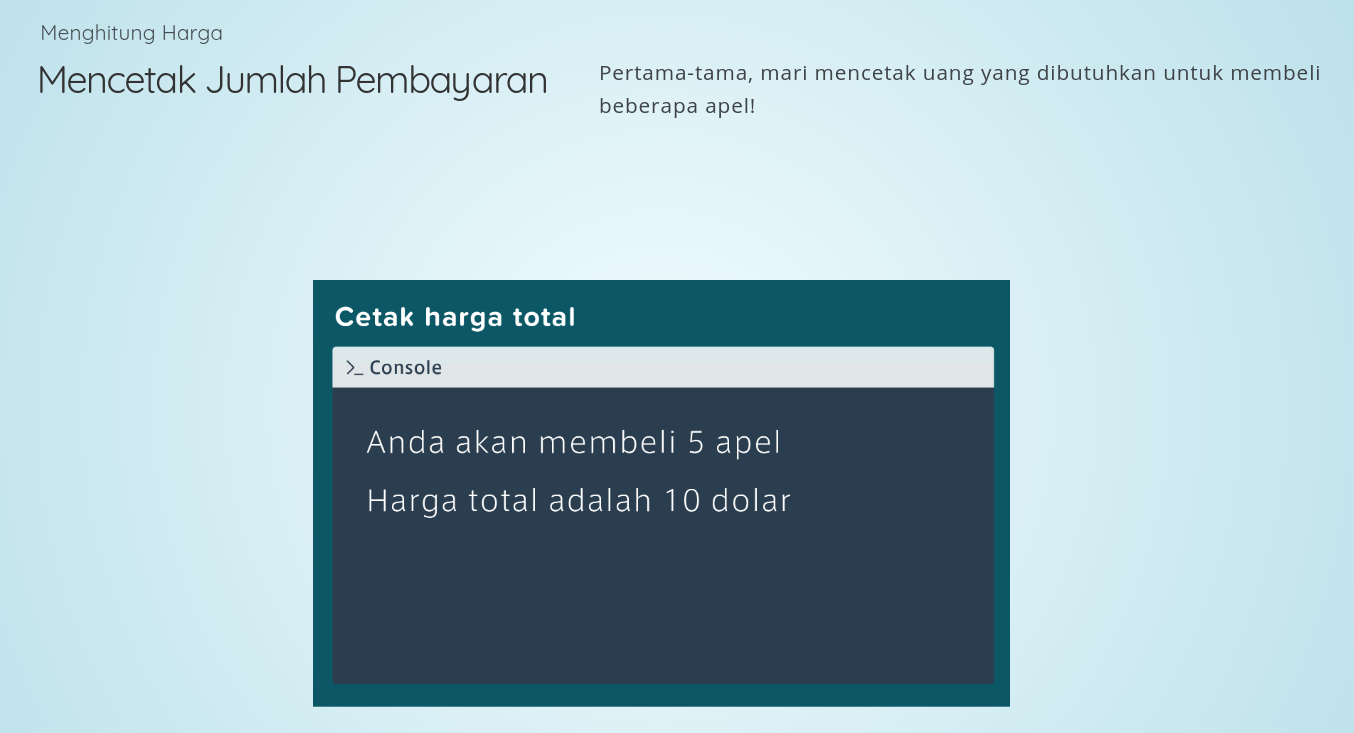 Menghitung Harga
Mencetak Jumlah Pembayaran
Pertama-tama, mari mencetak uang yang dibutuhkan untuk membeli
beberapa apel!
Cetak harga total
>_ Console
Anda akan membeli 5 apel
Harga total adalah 10 dolar